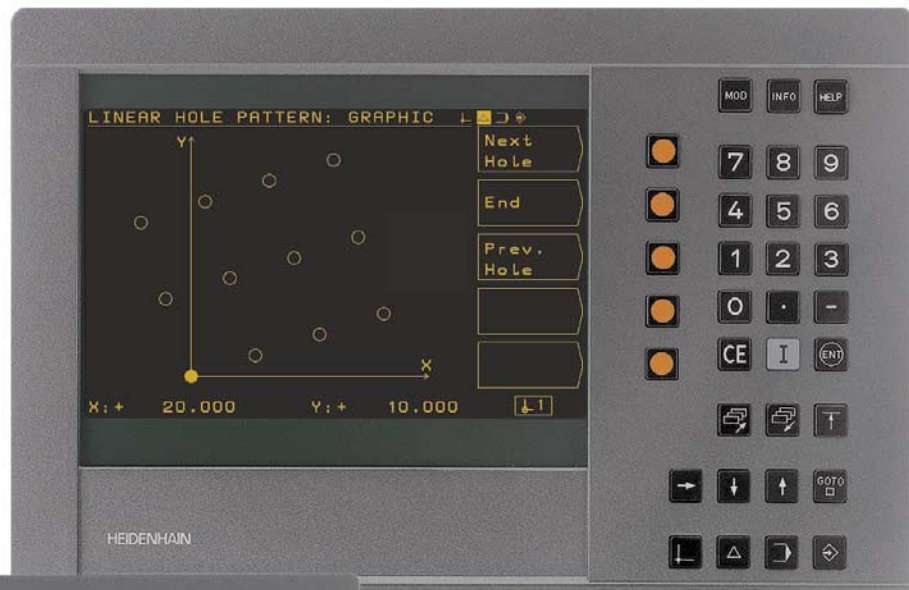 LINEAR HOLE PATTERN: GRAPHIC
Y
X
X:+ 20.000 Y:+ 10.000 1
Next
Hole
End
Prev.
Hole
MOD INFO HELP
7 8 9
4 5 6
1 2 3
0 . -
CE I ENT
GOTO
HEIDENHAIN